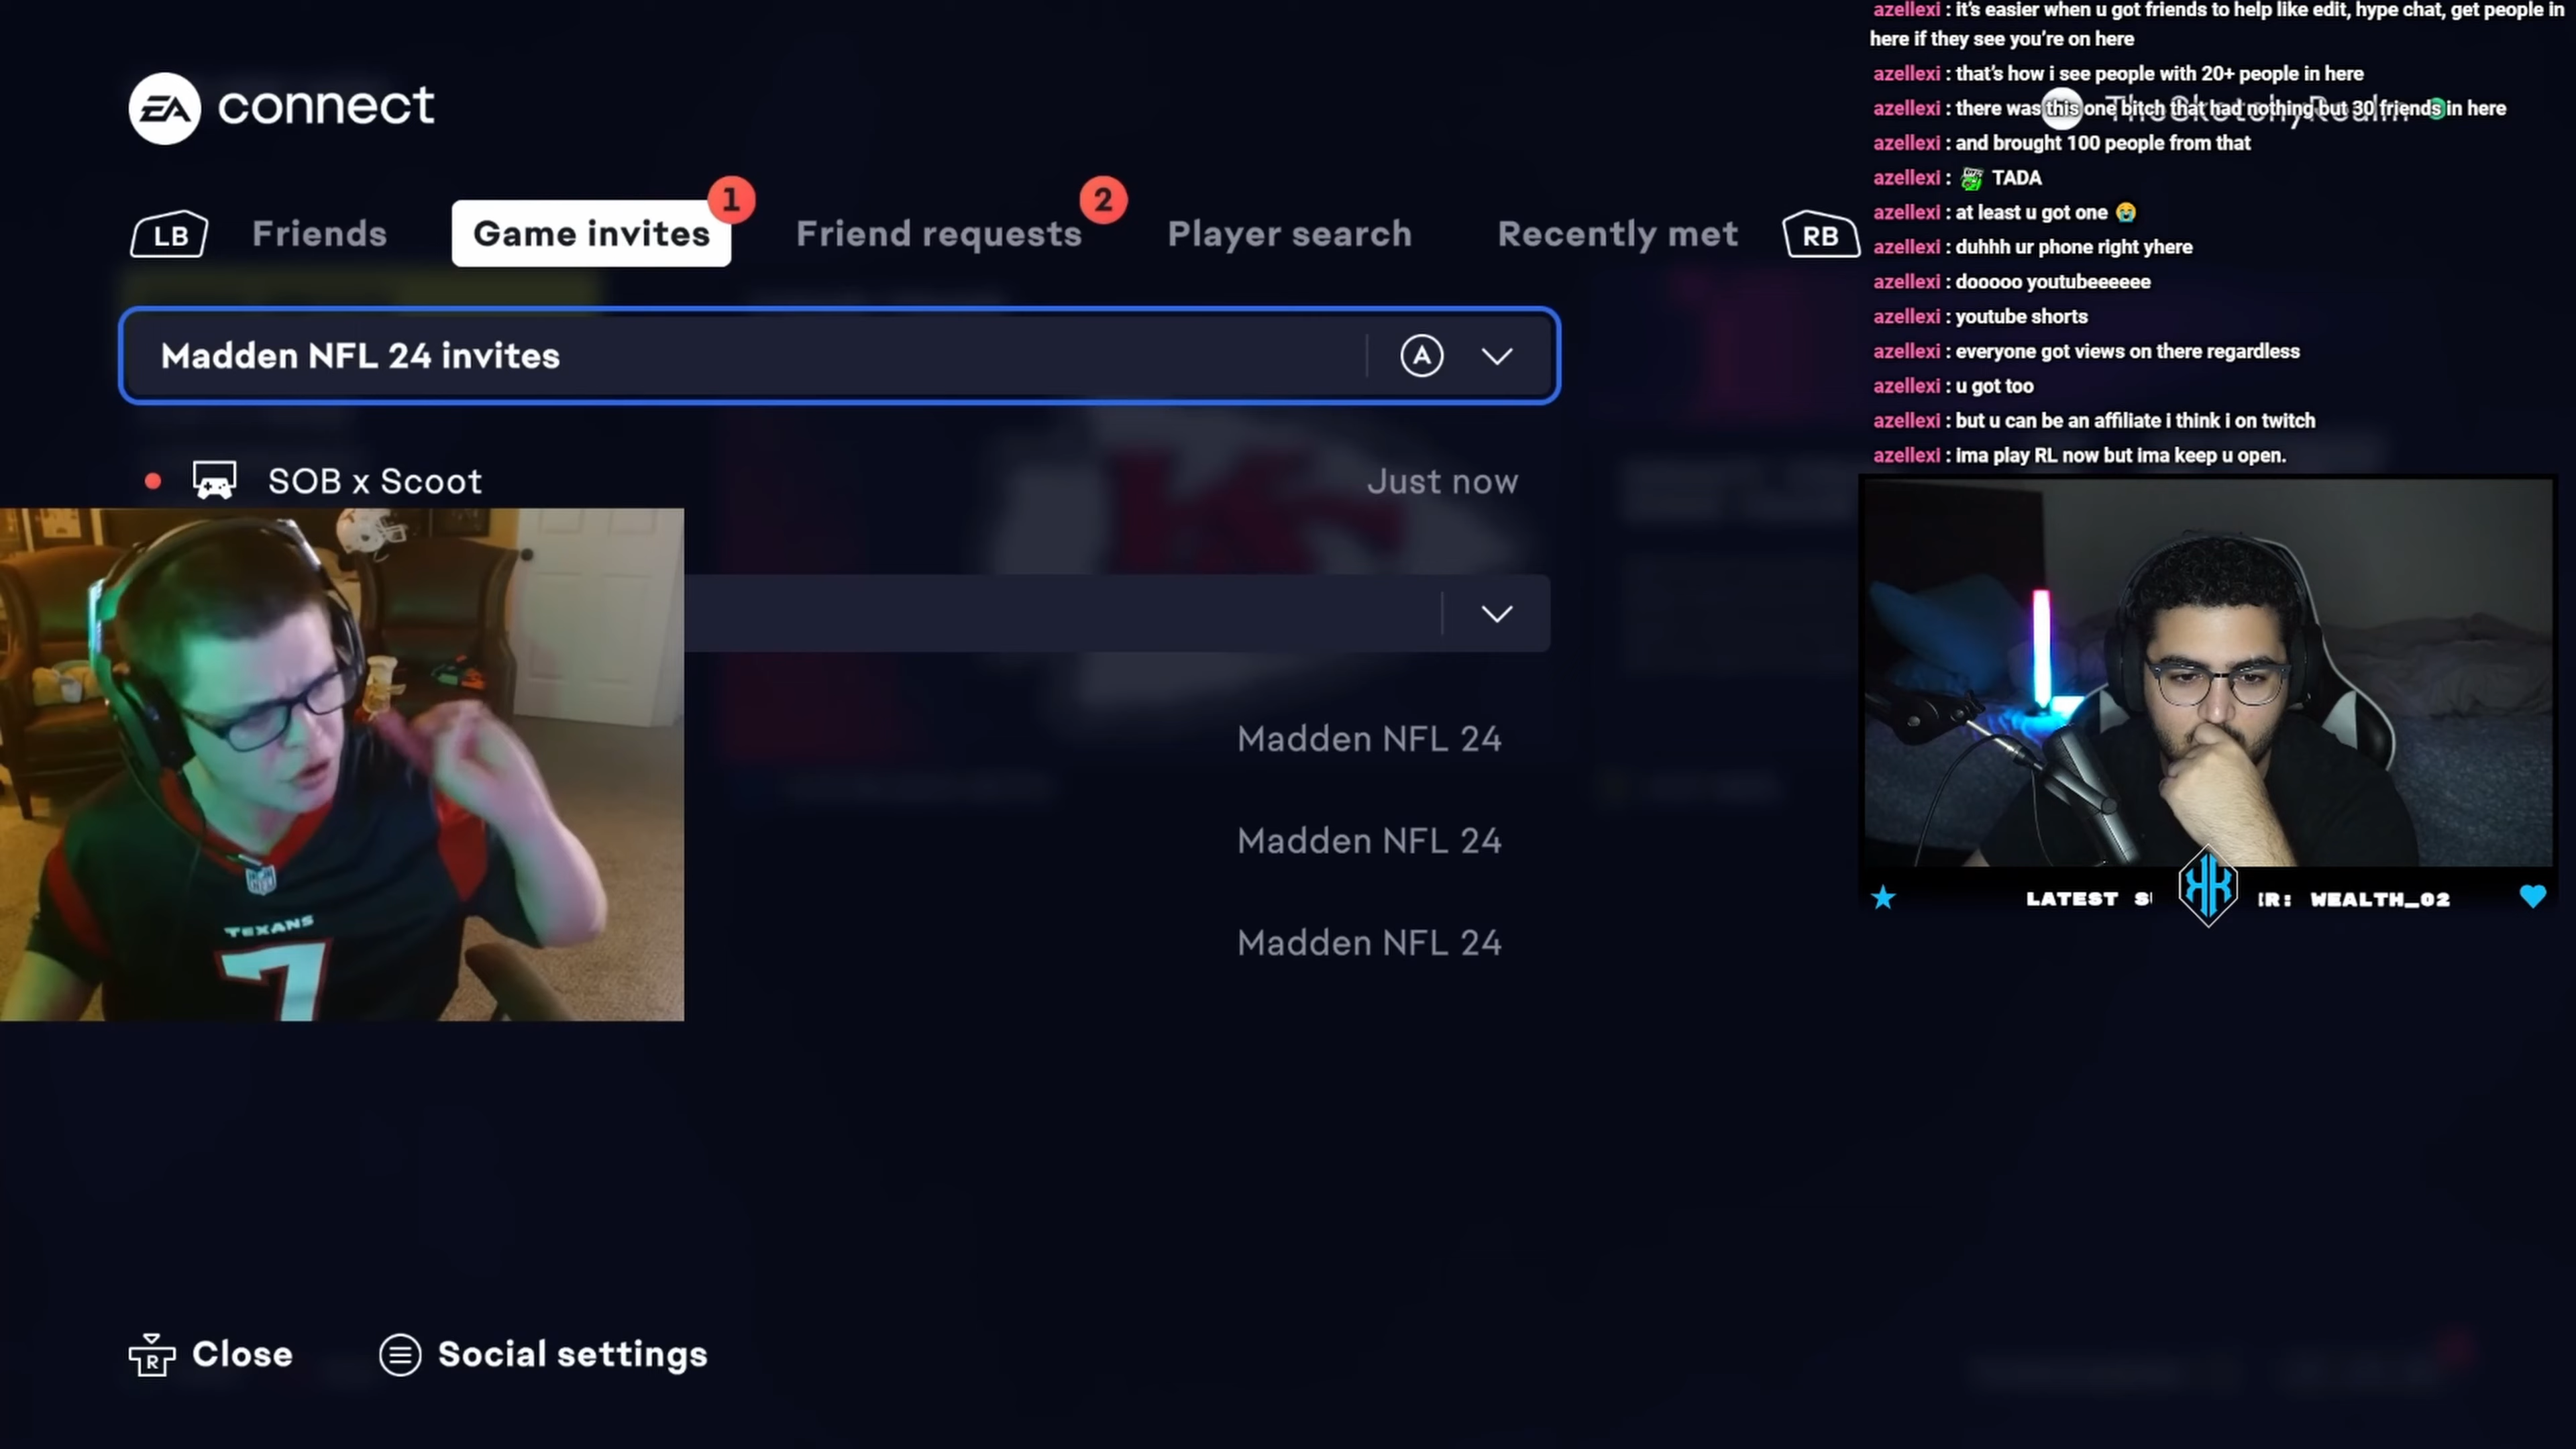 azellexi : it's easier when u got friends to help like edit, hype chat, get people in
here if they see you're on here
azellexi : that's how i see people with 20+ people in here
azellexi : there was this one bitch that had nothing but 30 friends in here
azellexi : and brought 100 people from that
azellexi : TADA
azellexi : at least u got one 😭
azellexi : duhhh ur phone right yhere
azellexi : dooooo youtubeeeeee
azellexi : youtube shorts
azellexi : everyone got views on there regardless
azellexi : u got too
azellexi : but u can be an affiliate i think i on twitch
azellexi : ima play RL now but ima keep u open.
TheSketchyRealm
EA connect
LB Friends Game invites 1 Friend requests 2 Player search Recently met RB
Madden NFL 24 invites A
SOB x Scoot Just now
Madden NFL 24
Madden NFL 24
Madden NFL 24
NFL
TEXANS
7
LATEST S R: WEALTH_02
R Close Social settings